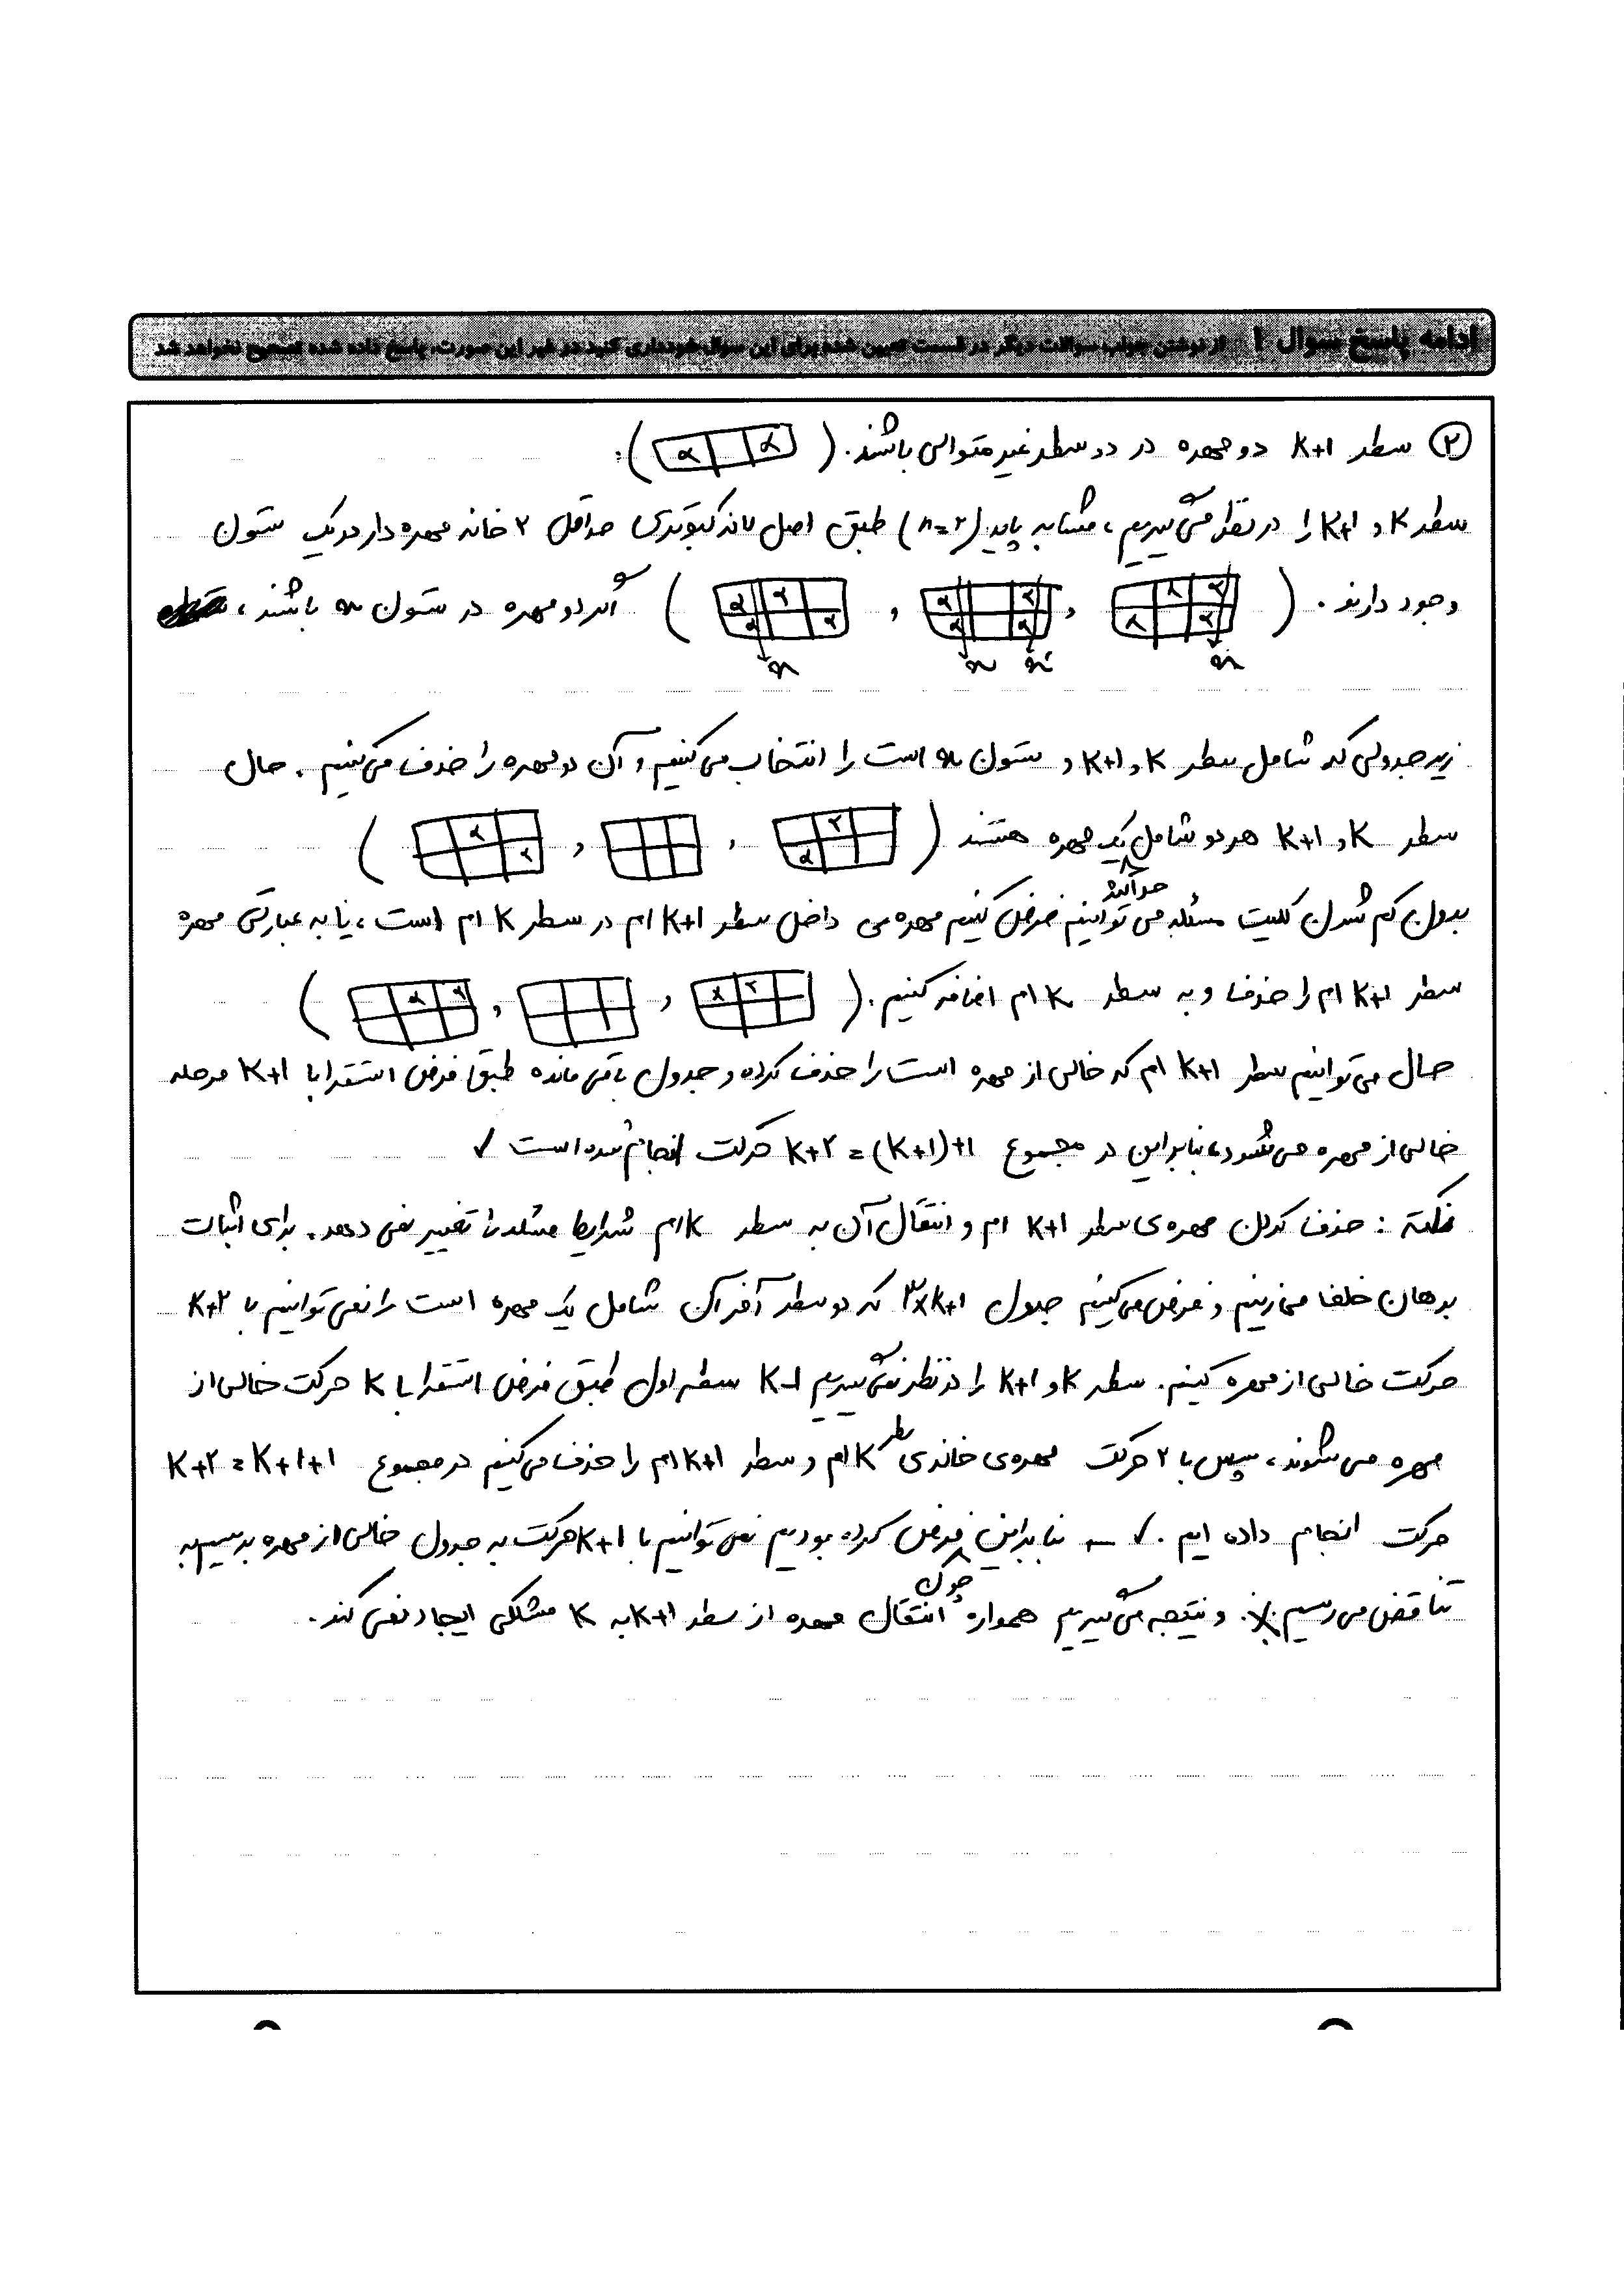 ادامه پاسخ سوال ۱ از نوشتن جواب سوالات دیگر در قسمت تعیین شده برای این سوال خودداری کنید در غیر این صورت، پاسخ داده شده تصحیح نخواهد شد
② سطر K+1 دو مهره در دو سطر غیر متوالی باشند. ( ):
سطر K و K+1 را در نظر می‌گیریم، مشابه پایه (n=2) طبق اصل لانه کبوتری حداقل ۲ خانه مهره دار در یک ستون
وجود دارند. ( , , ) اگر دو مهره در ستون باشند،
زیر جدولی که شامل سطر K و K+1 و ستون است را انتخاب می‌کنیم و آن دو مهره را حذف می‌کنیم. حال
سطر K و K+1 هر دو شامل حداکثر یک مهره هستند ( , , )
بدون کم شدن کلیت مسئله می‌توانیم فرض کنیم مهره‌ی داخل سطر K+1 ام در سطر K ام است، یا به عبارتی مهره
سطر K+1 ام را حذف و به سطر K ام اضافه کنیم. ( , , )
حال می‌توانیم سطر K+1 ام که خالی از مهره است را حذف کرده و جدول باقی مانده طبق فرض استقرا با K+1 مرحله
خالی از مهره می‌شود، بنابراین در مجموع K+2 = (K+1)+1 حرکت انجام شده است ✓
نکته : حذف کردن مهره‌ی سطر K+1 ام و انتقال آن به سطر K ام شرایط مسئله را تغییر نمی دهد. برای اثبات
برهان خلف می‌زنیم و فرض می‌کنیم جدول 3×K+1 که دو سطر آخر آن شامل یک مهره است را نمی توانیم با K+2
حرکت خالی از مهره کنیم. سطر K و K+1 را در نظر نمی‌گیریم K-1 سطر اول طبق فرض استقرا با K حرکت خالی از
مهره می‌شوند، سپس با ۲ حرکت مهره‌ی خانه‌ی سطر K ام و سطر K+1 ام را حذف می‌کنیم در مجموع K+2 = K+1+1
حرکت انجام داده ایم. ✓ بنابراین چون فرض کرده بودیم نمی توانیم با K+1 حرکت به جدول خالی از مهره برسیم به
تناقض می رسیم. و نتیجه می‌گیریم همواره انتقال مهره از سطر K+1 به K مشکلی ایجاد نمی کند.